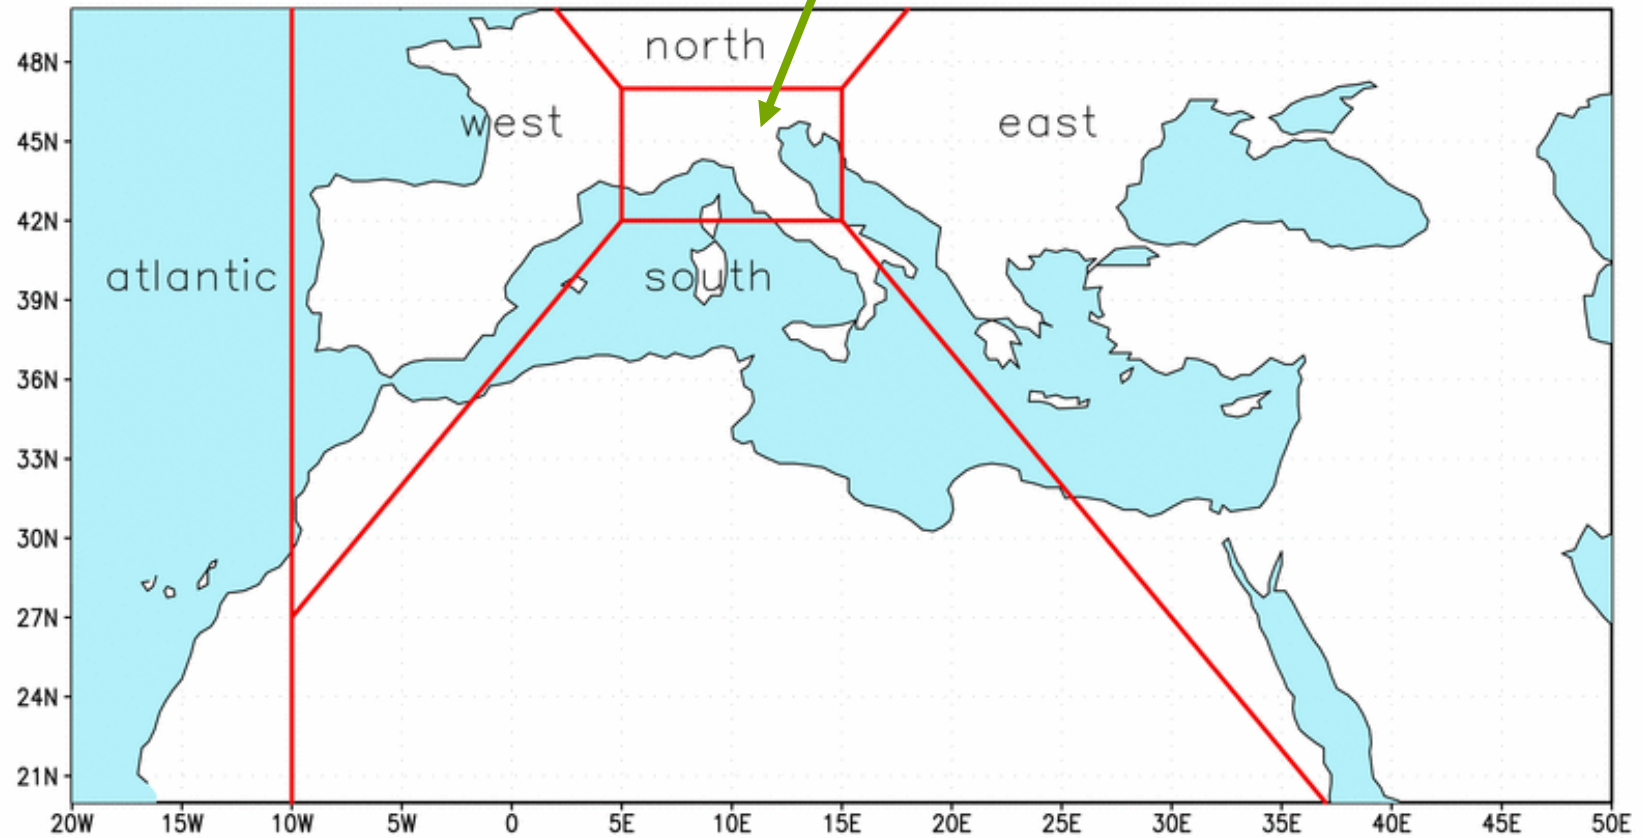 north
48N
west
east
45N
42N
atlantic
south
39N
36N
33N
30N
27N
24N
21N
20W 15W 10W 5W 0 5E 10E 15E 20E 25E 30E 35E 40E 45E 50E